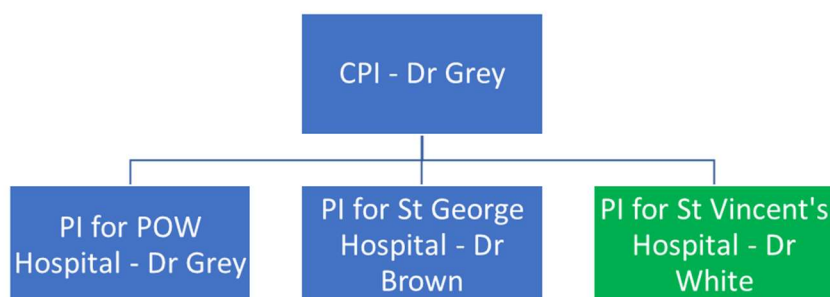 CPI - Dr Grey
PI for POW
Hospital - Dr Grey
PI for St George
Hospital - Dr
Brown
PI for St Vincent's
Hospital - Dr
White